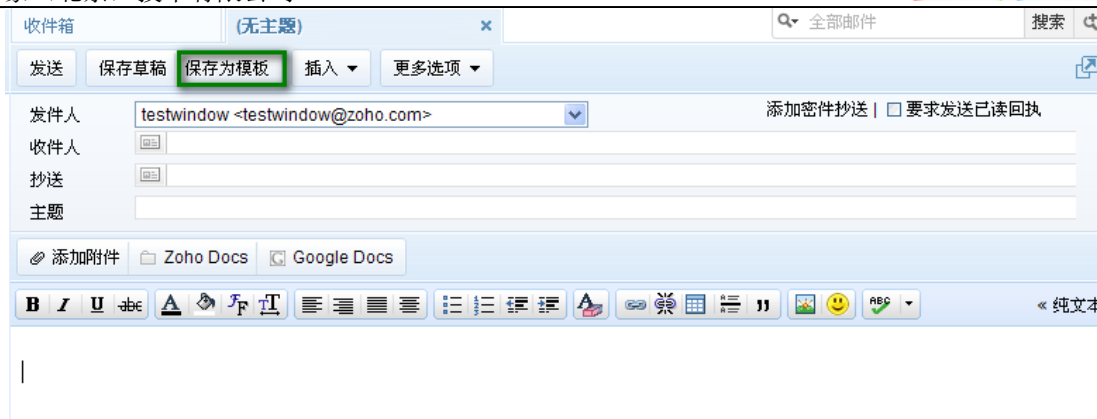 收件箱 (无主题) × 全部邮件 搜索
发送 保存草稿 保存为模板 插入 更多选项
发件人 testwindow <testwindow@zoho.com> 添加密件抄送 | 要求发送已读回执
收件人
抄送
主题
添加附件 Zoho Docs Google Docs
B I U abc A F T ABC « 纯文本